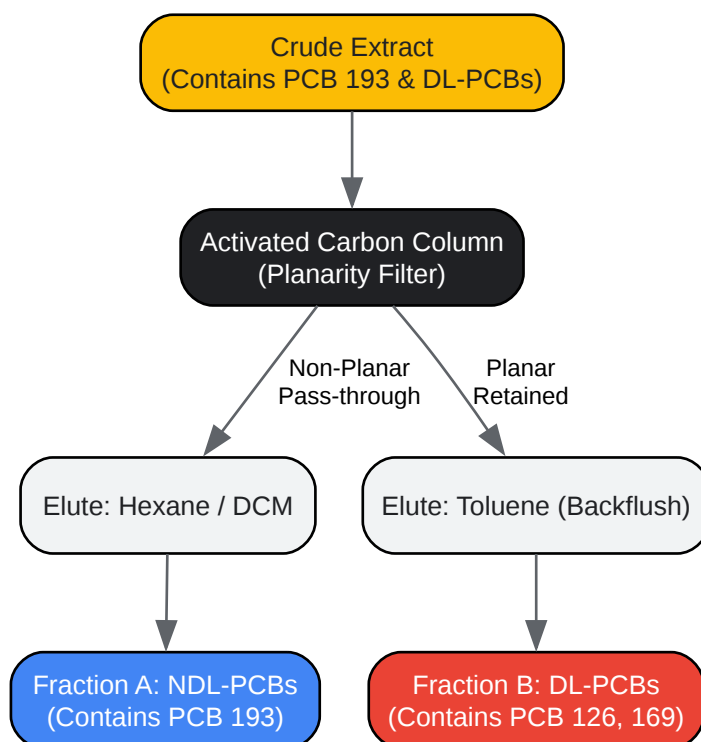 Crude Extract
(Contains PCB 193 & DL-PCBs)
Activated Carbon Column
(Planarity Filter)
Non-Planar
Pass-through
Planar
Retained
Elute: Hexane / DCM
Elute: Toluene (Backflush)
Fraction A: NDL-PCBs
(Contains PCB 193)
Fraction B: DL-PCBs
(Contains PCB 126, 169)